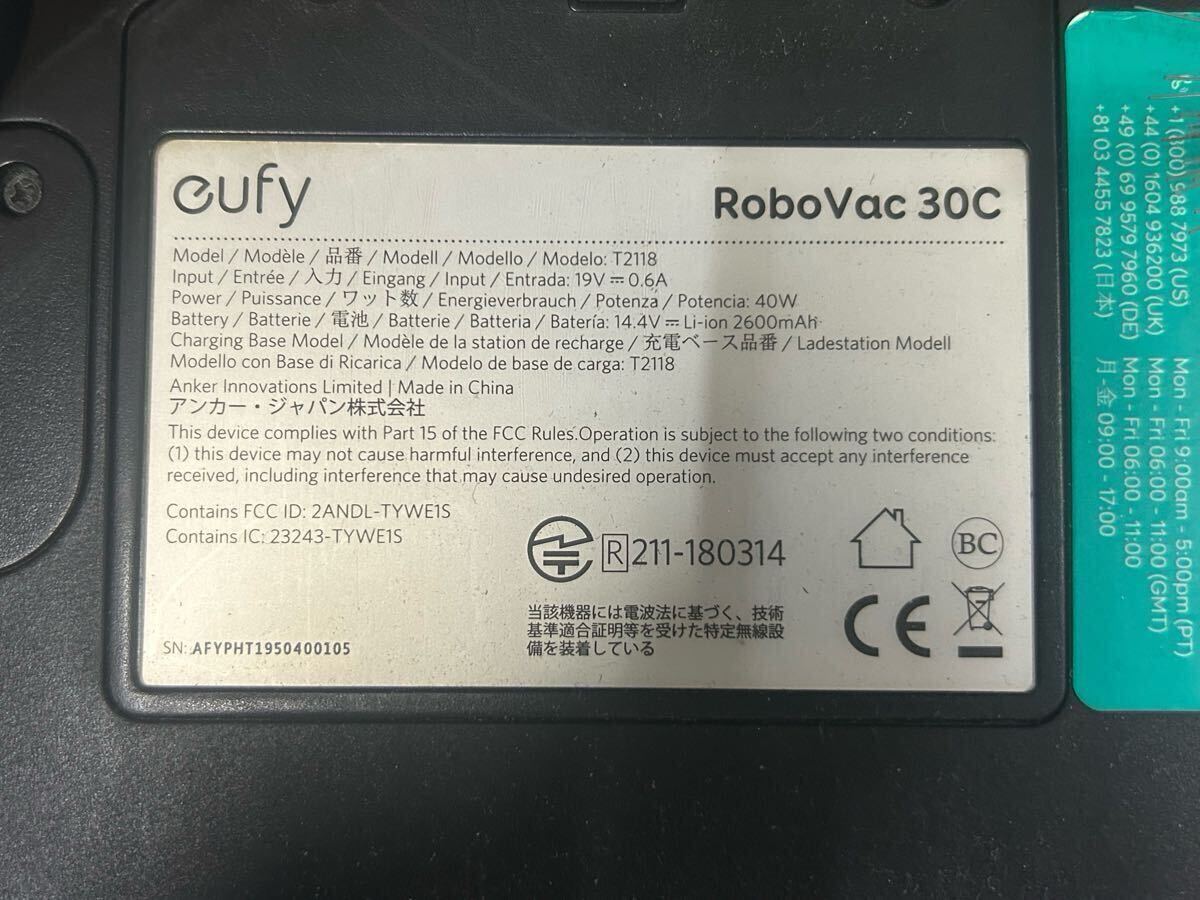 eufy
RoboVac 30C
Model / Modèle / 品番 / Modell / Modello / Modelo: T2118
Input / Entrée / 入力 / Eingang / Input / Entrada: 19V ⎓ 0.6A
Power / Puissance / ワット数 / Energieverbrauch / Potenza / Potencia: 40W
Battery / Batterie / 電池 / Batterie / Batteria / Batería: 14.4V ⎓ Li-ion 2600mAh
Charging Base Model / Modèle de la station de recharge / 充電ベース品番 / Ladestation Modell
Modello con Base di Ricarica / Modelo de base de carga: T2118
Anker Innovations Limited | Made in China
アンカー・ジャパン株式会社
This device complies with Part 15 of the FCC Rules.Operation is subject to the following two conditions:
(1) this device may not cause harmful interference, and (2) this device must accept any interference
received, including interference that may cause undesired operation.
Contains FCC ID: 2ANDL-TYWE1S
Contains IC: 23243-TYWE1S
R 211-180314
BC
CE
当該機器には電波法に基づく、技術
基準適合証明等を受けた特定無線設
備を装着している
SN: AFYPHT1950400105
988 7973 (US) Mon - Fri 9:00am - 5:00pm (PT)
+44 (0) 1604 936200 (UK) Mon - Fri 06:00 - 11:00 (GMT)
+49 (0) 69 9579 7960 (DE) Mon - Fri 06:00 - 11:00
+81 03 4455 7823 (日本) 月-金 09:00 - 17:00